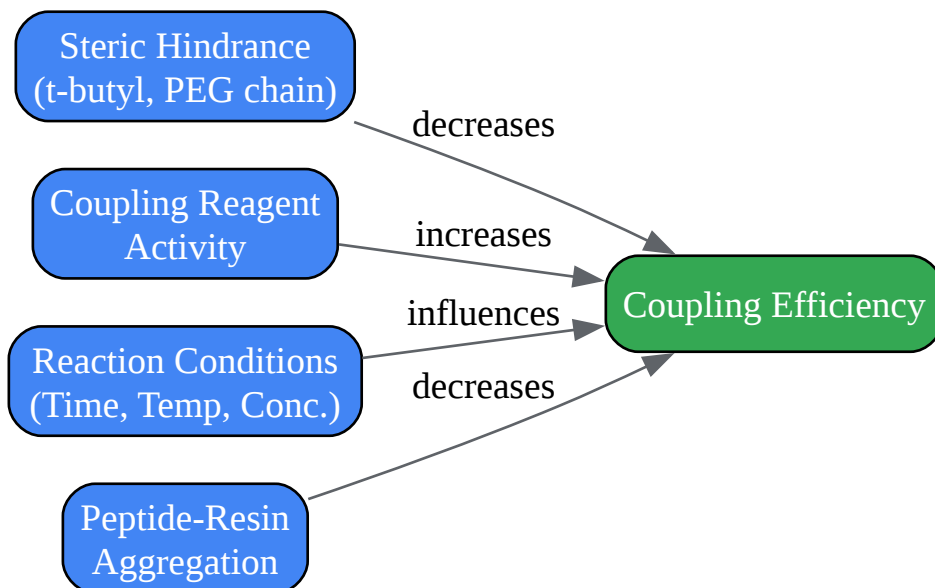 Steric Hindrance
(t-butyl, PEG chain)
decreases
Coupling Reagent
Activity
increases
Coupling Efficiency
influences
Reaction Conditions
(Time, Temp, Conc.)
decreases
Peptide-Resin
Aggregation